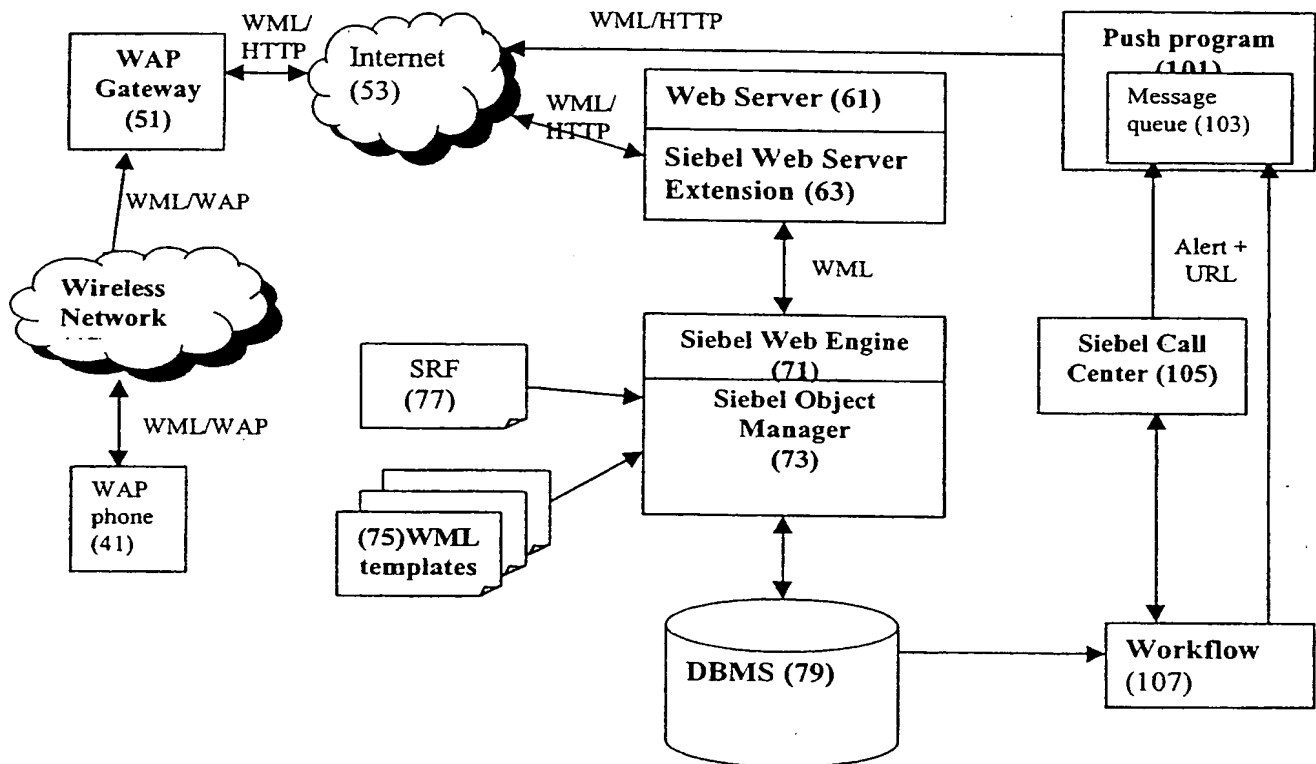 WML/
HTTP
WML/HTTP
WAP
Gateway
(51)
Internet
(53)
Push program
(101)
Message
queue (103)
WML/
HTTP
Web Server (61)
Siebel Web Server
Extension (63)
WML/WAP
WML
Alert +
URL
Wireless
Network
Siebel Web Engine
(71)
Siebel Object
Manager
(73)
SRF
(77)
Siebel Call
Center (105)
WML/WAP
WAP
phone
(41)
(75)WML
templates
DBMS (79)
Workflow
(107)